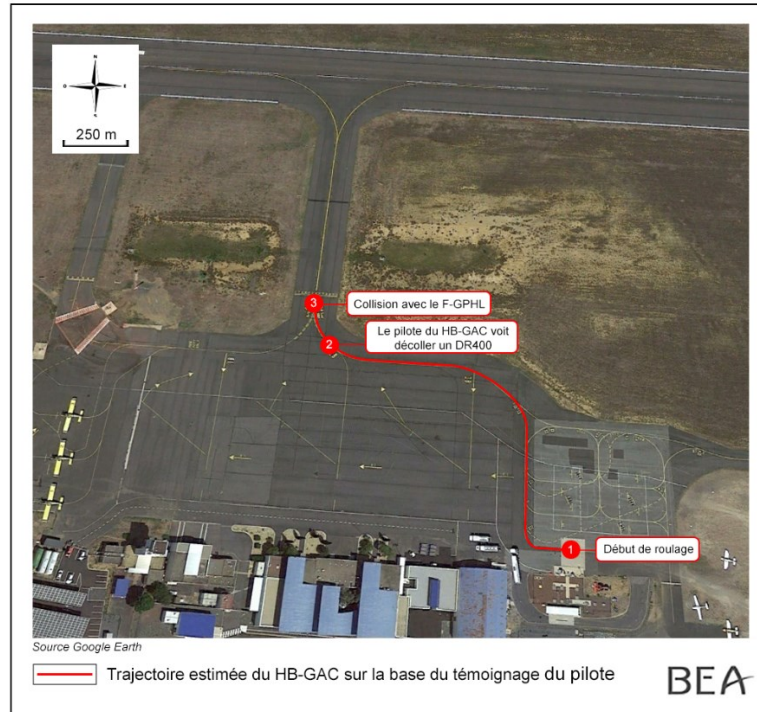 N
O
E
S
250 m
3
Collision avec le F-GPHL
2
Le pilote du HB-GAC voit
décoller un DR400
1
Début de roulage
Source Google Earth
Trajectoire estimée du HB-GAC sur la base du témoignage du pilote
BEA